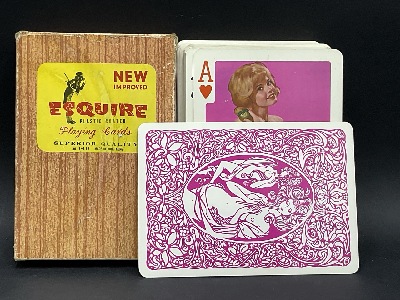 NEW
IMPROVED
ESQUIRE
PLASTIC COATED
Playing Cards
SUPERIOR QUALITY
A